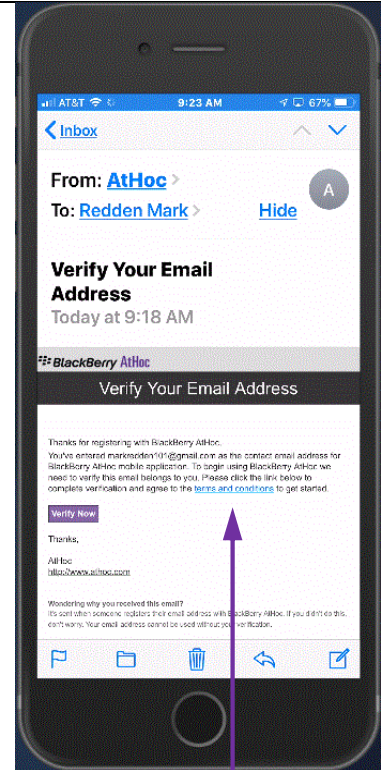 AT&T 9:23 AM 67%
Inbox
From: AtHoc
To: Redden Mark Hide
A
Verify Your Email
Address
Today at 9:18 AM
BlackBerry AtHoc
Verify Your Email Address
Thanks for registering with BlackBerry AtHoc.
You've entered markredden101@gmail.com as the contact email address for
BlackBerry AtHoc mobile application. To begin using BlackBerry AtHoc we
need to verify this email belongs to you. Please click the link below to
complete verification and agree to the terms and conditions to get started.
Verify Now
Thanks,
AtHoc
http://www.athoc.com
Wondering why you received this email?
It's sent when someone registers their email address with BlackBerry AtHoc. If you didn't do this,
don't worry. Your email address cannot be used without your verification.